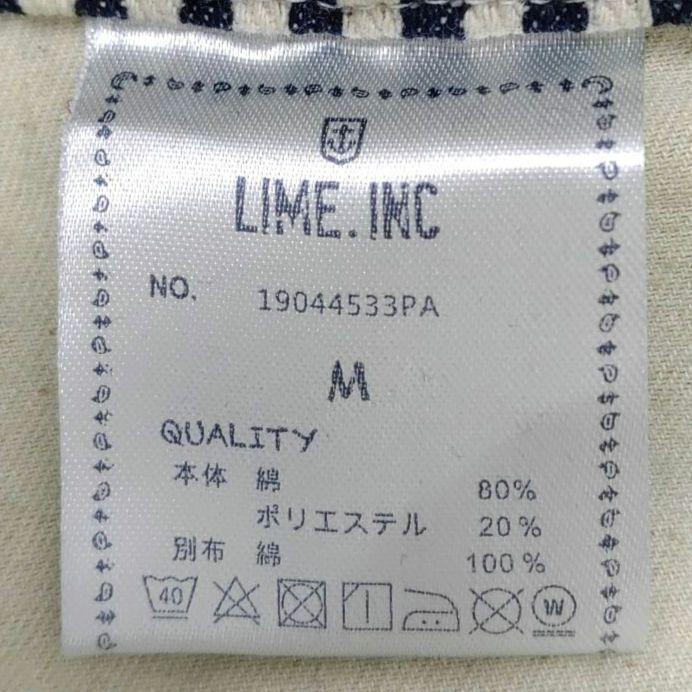 LIME.INC
NO. 19044533PA
M
QUALITY
本体 綿 80%
ポリエステル 20%
別布 綿 100%
40 W